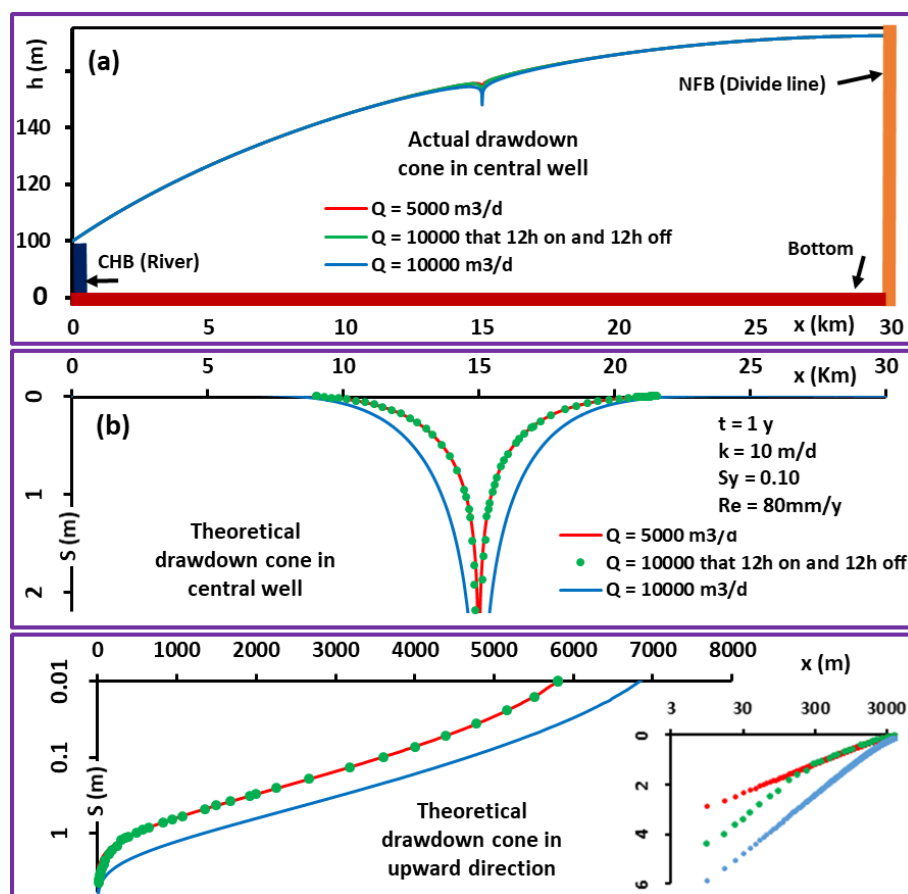 (a)
h (m)
140
120
100
0
NFB (Divide line)
Actual drawdown
cone in central well
Q = 5000 m3/d
Q = 10000 that 12h on and 12h off
Q = 10000 m3/d
CHB (River)
Bottom
0 5 10 15 20 25 x (km) 30
0 5 10 15 20 25 30
x (Km)
0
(b)
1
S (m)
2
t = 1 y
k = 10 m/d
Sy = 0.10
Re = 80mm/y
Theoretical
drawdown cone in
central well
Q = 5000 m3/d
Q = 10000 that 12h on and 12h off
Q = 10000 m3/d
0 1000 2000 3000 4000 5000 6000 7000 8000
x (m)
0.01
0.1
S (m)
1
Theoretical
drawdown cone in
upward direction
3 30 300 3000
0
2
4
6